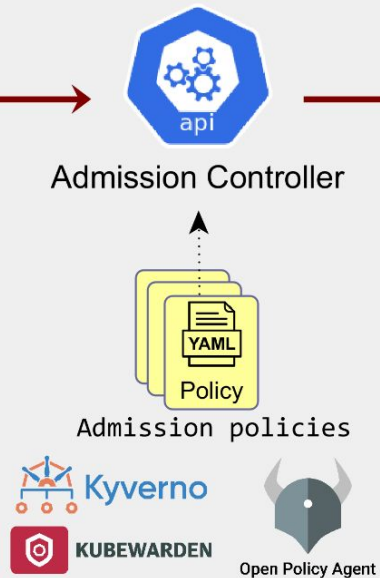 api
Admission Controller
YAML
Policy
Admission policies
Kyverno
KUBEWARDEN
Open Policy Agent